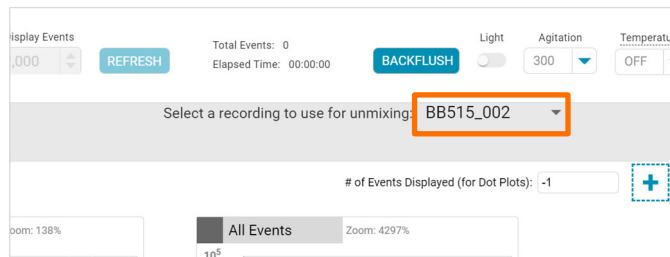 isplay Events
,000
REFRESH
Total Events: 0
Elapsed Time: 00:00:00
BACKFLUSH
Light
Agitation
300
Temperatu
OFF
Select a recording to use for unmixing: BB515_002
# of Events Displayed (for Dot Plots): -1
+
oom: 138%
All Events
Zoom: 4297%
10⁵